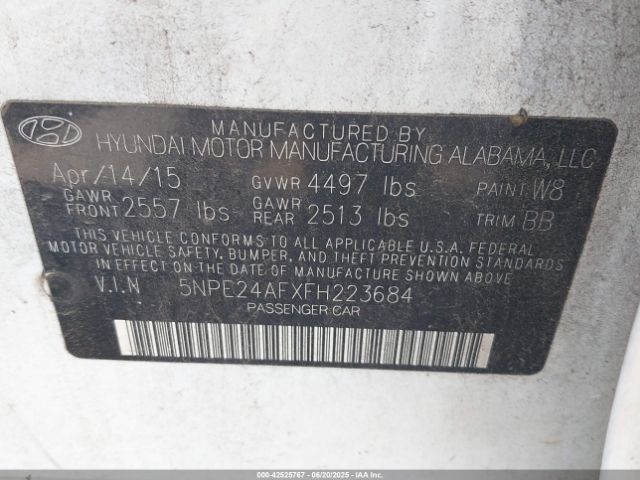 MANUFACTURED BY
HYUNDAI MOTOR MANUFACTURING ALABAMA, LLC
Apr/14/15 GVWR 4497 lbs PAINT W8
GAWR FRONT 2557 lbs GAWR REAR 2513 lbs TRIM BB
THIS VEHICLE CONFORMS TO ALL APPLICABLE U.S.A. FEDERAL
MOTOR VEHICLE SAFETY, BUMPER, AND THEFT PREVENTION
STANDARDS IN EFFECT ON THE DATE OF MANUFACTURE SHOWN ABOVE
V.I.N 5NPE24AFXFH223684
PASSENGER CAR
000-42525767 - 06/20/2025 - COPYRIGHT IAA, LLC